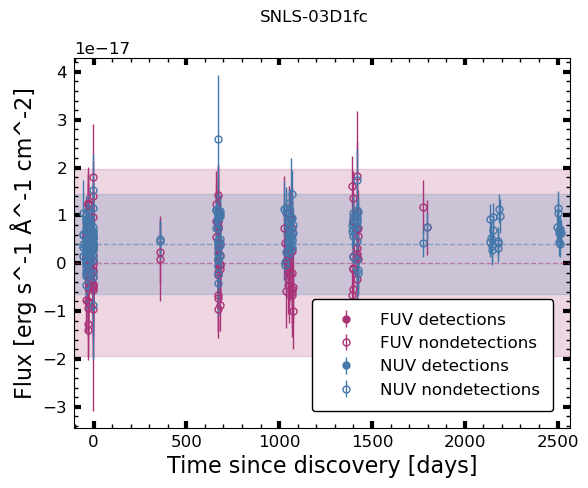 SNLS-03D1fc
1e−17
Flux [erg s^-1 Å^-1 cm^-2]
4
3
2
1
0
−1
−2
−3
FUV detections
FUV nondetections
NUV detections
NUV nondetections
0 500 1000 1500 2000 2500
Time since discovery [days]